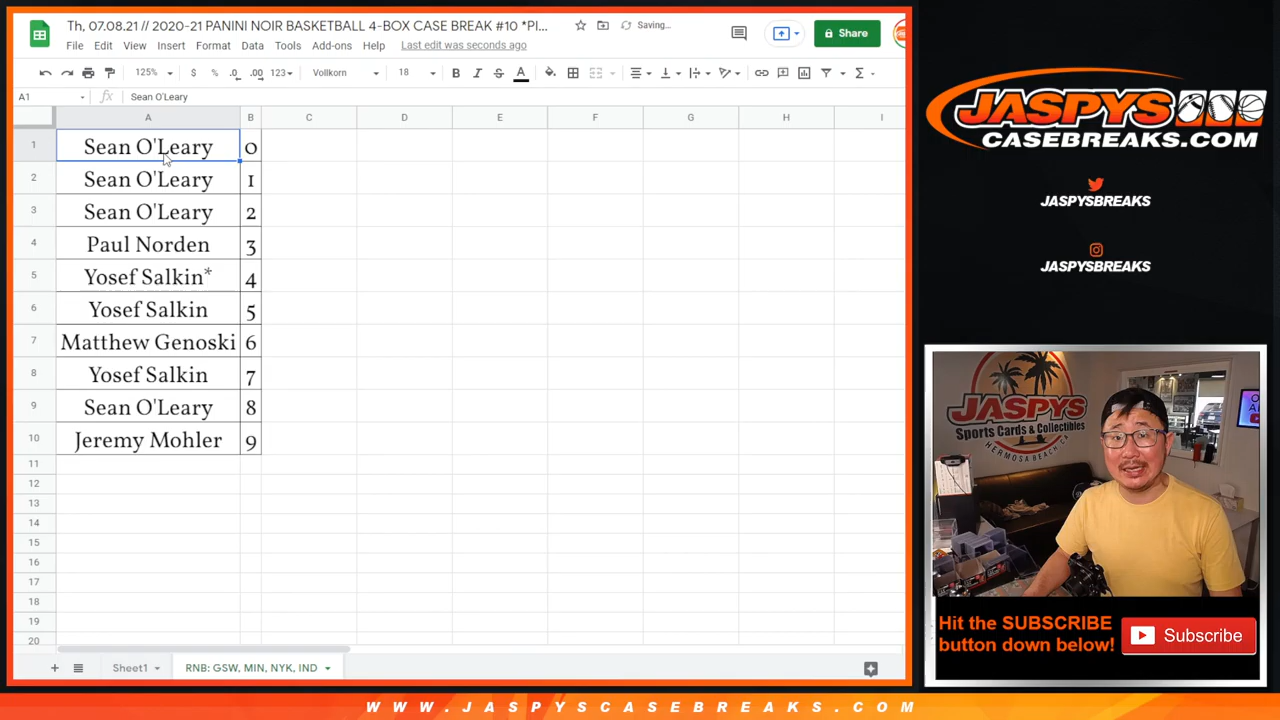 Th, 07.08.21 // 2020-21 PANINI NOIR BASKETBALL 4-BOX CASE BREAK #10 *PI...
Saving...
File Edit View Insert Format Data Tools Add-ons Help Last edit was seconds ago
Share
125% $ % .0 .00 123 Vollkorn 18 B I S A
A1 fx Sean O'Leary
A B C D E F G H I
1 Sean O'Leary 0
2 Sean O'Leary 1
3 Sean O'Leary 2
4 Paul Norden 3
5 Yosef Salkin* 4
6 Yosef Salkin 5
7 Matthew Genoski 6
8 Yosef Salkin 7
9 Sean O'Leary 8
10 Jeremy Mohler 9
11
12
13
14
15
16
17
18
19
20
+ Sheet1 RNB: GSW, MIN, NYK, IND
JASPYS
CASEBREAKS.COM
JASPYSBREAKS
JASPYSBREAKS
JASPYS
Sports Cards & Collectibles
HERMOSA BEACH, CA
Hit the SUBSCRIBE
button down below!
Subscribe
WWW.JASPYSCASEBREAKS.COM